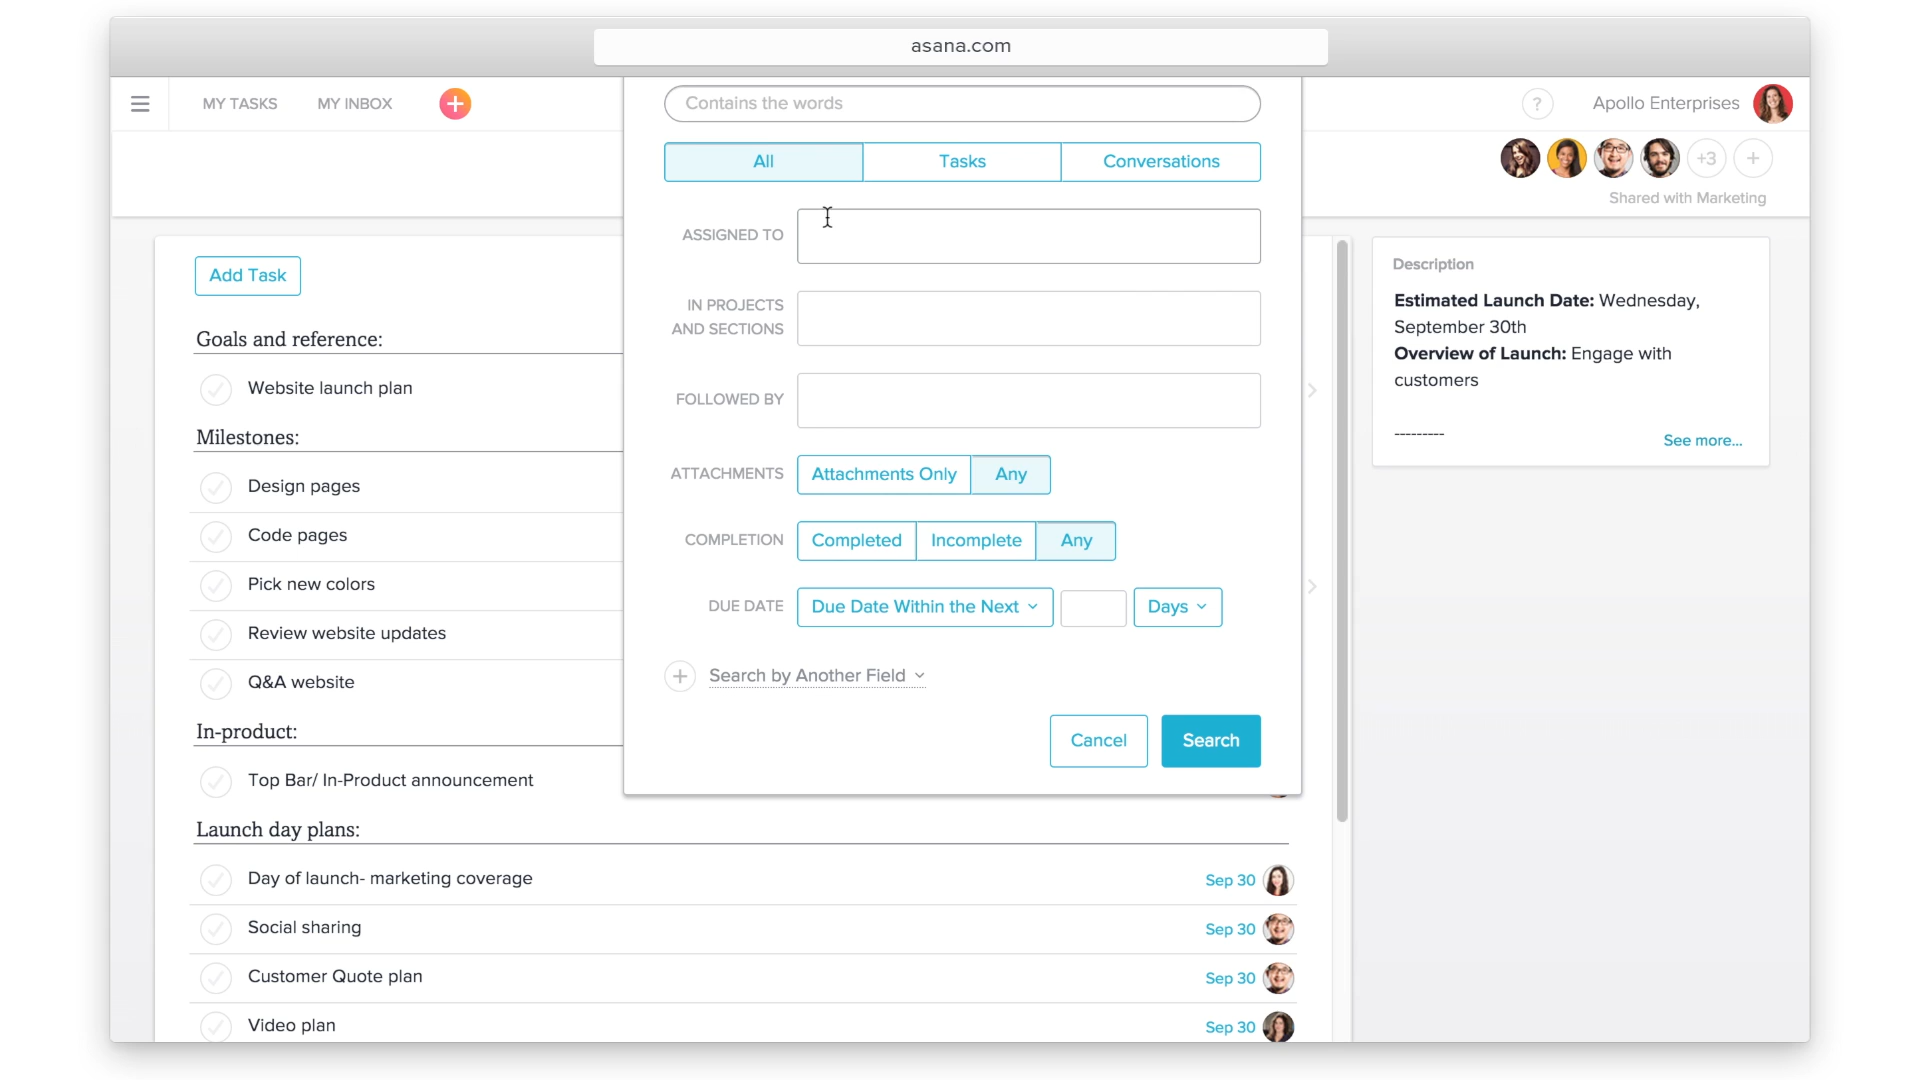 asana.com
MY TASKS
MY INBOX
Contains the words
?
Apollo Enterprises
All
Tasks
Conversations
+3
Shared with Marketing
ASSIGNED TO
Add Task
Description
Estimated Launch Date: Wednesday,
September 30th
Overview of Launch: Engage with
customers
---------
See more...
IN PROJECTS
AND SECTIONS
Goals and reference:
Website launch plan
FOLLOWED BY
Milestones:
ATTACHMENTS
Attachments Only
Any
Design pages
Code pages
COMPLETION
Completed
Incomplete
Any
Pick new colors
DUE DATE
Due Date Within the Next
Days
Review website updates
Q&A website
Search by Another Field
In-product:
Cancel
Search
Top Bar/ In-Product announcement
Launch day plans:
Day of launch- marketing coverage
Sep 30
Social sharing
Sep 30
Customer Quote plan
Sep 30
Video plan
Sep 30